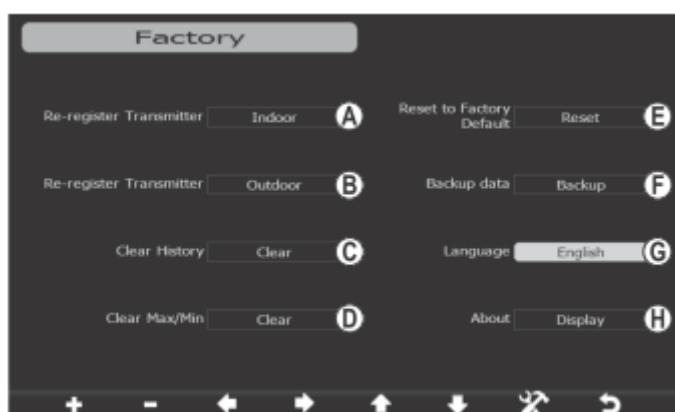 Factory
Re-register Transmitter Indoor A
Reset to Factory Default Reset E
Re-register Transmitter Outdoor B
Backup data Backup F
Clear History Clear C
Language English G
Clear Max/Min Clear D
About Display H